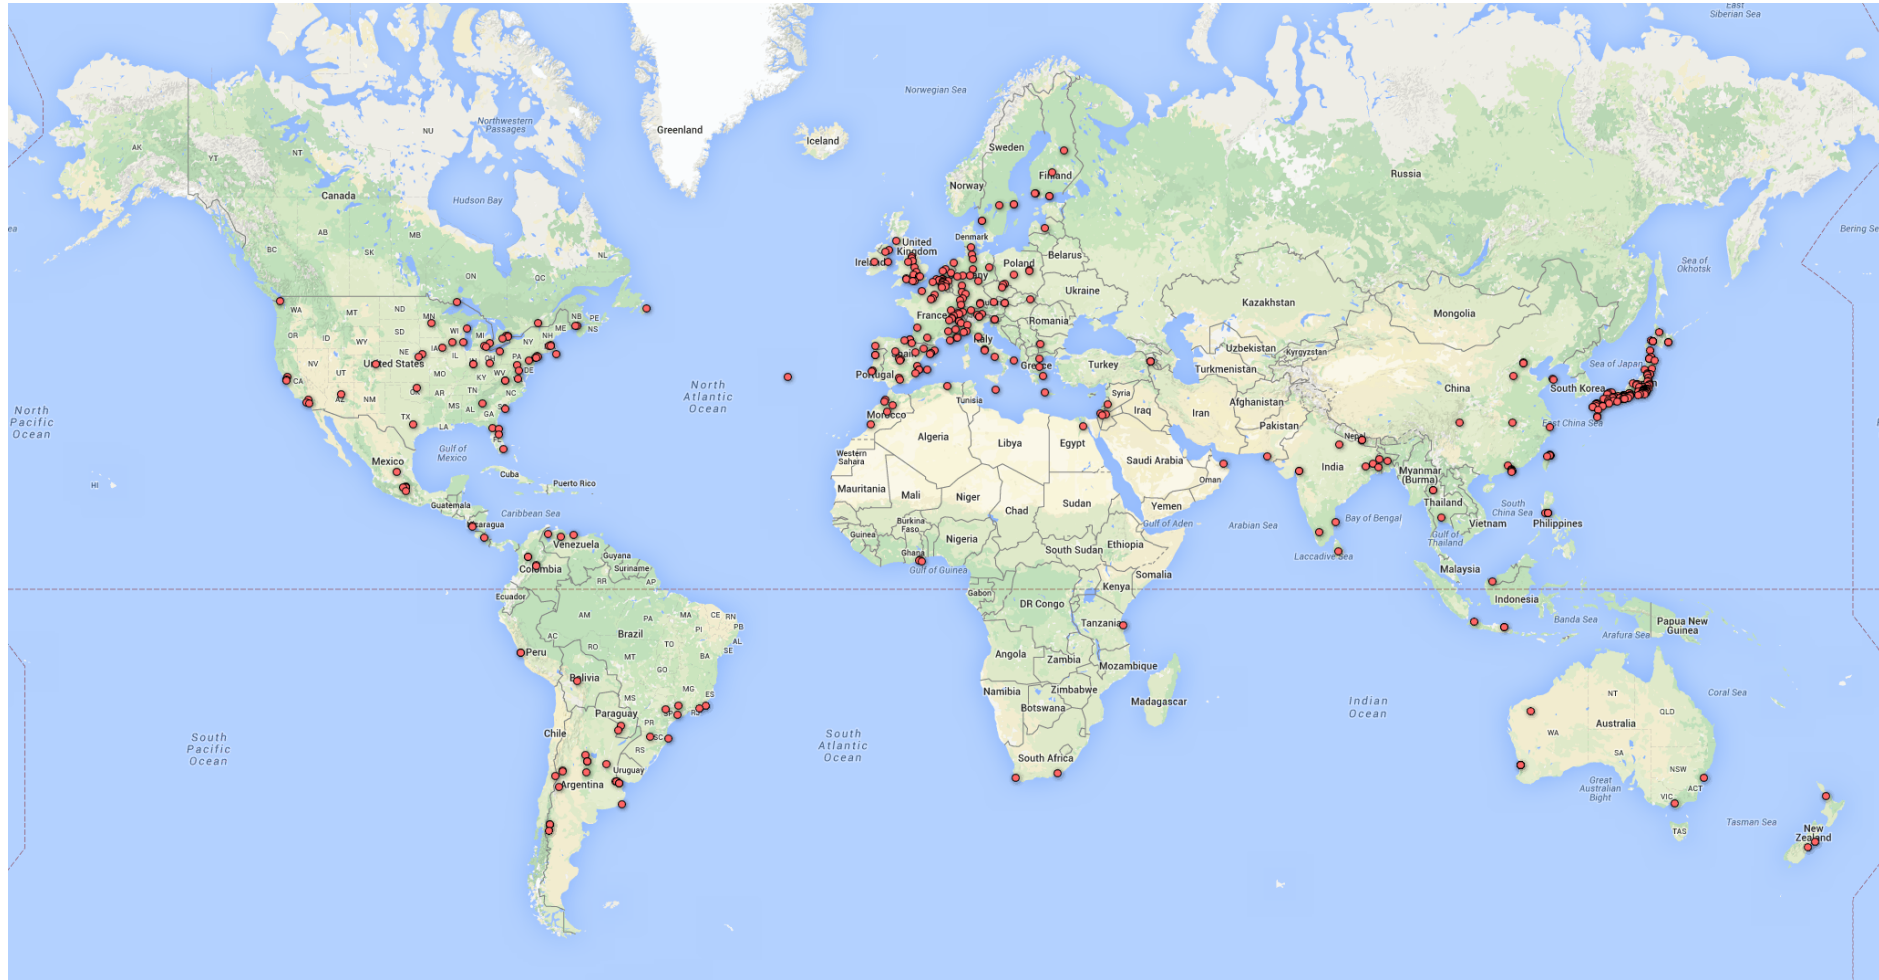 East
Siberian Sea
Norwegian Sea
Northwestern
Passages
NU
Greenland
Iceland
AK
YT
NT
Sweden
Finland
Norway
Russia
Canada
Hudson Bay
BC
AB
SK
MB
ON
QC
NL
Bering Se
Sea of
Okhotsk
United
Kingdom
Denmark
Ireland
Poland
Belarus
Ukraine
Kazakhstan
Mongolia
France
Romania
WA
MT
ND
MN
NB
PE
NS
ME
OR
ID
SD
WI
MI
NY
NH
WY
IA
NE
IL
PA
NV
UT
United States
MO
KY
WV
DE
CA
AZ
NM
AR
TN
NC
MS
AL
GA
TX
LA
Italy
Portugal
Greece
Turkey
Uzbekistan
Kyrgyzstan
Turkmenistan
Sea of Japan
South Korea
China
East China Sea
North
Pacific
Ocean
North
Atlantic
Ocean
Tunisia
Morocco
Syria
Iraq
Iran
Afghanistan
Pakistan
Nepal
Algeria
Libya
Egypt
Western
Sahara
Saudi Arabia
Oman
India
Myanmar
(Burma)
Gulf of
Mexico
Mexico
Cuba
Puerto Rico
HI
Guatemala
Caribbean Sea
Nicaragua
Mauritania
Mali
Niger
Chad
Sudan
Yemen
Gulf of Aden
Arabian Sea
Bay of Bengal
Thailand
Vietnam
South
China Sea
Philippines
Gulf of
Thailand
Burkina
Faso
Guinea
Ghana
Nigeria
Gulf of Guinea
South Sudan
Ethiopia
Somalia
Laccadive Sea
Malaysia
Venezuela
Guyana
Suriname
Colombia
Ecuador
RR
AP
Gabon
DR Congo
Kenya
Tanzania
Indonesia
Banda Sea
Arafura Sea
Papua New
Guinea
AM
PA
MA
CE
RN
PB
PI
AL
SE
Brazil
AC
RO
TO
BA
MT
GO
Peru
Bolivia
MG
ES
MS
SP
RJ
Paraguay
PR
SC
RS
Chile
Uruguay
Argentina
Angola
Zambia
Mozambique
Namibia
Zimbabwe
Botswana
Madagascar
South Africa
South
Pacific
Ocean
South
Atlantic
Ocean
Indian
Ocean
Coral Sea
NT
QLD
Australia
WA
SA
NSW
ACT
VIC
TAS
Great
Australian
Bight
Tasman Sea
New
Zealand